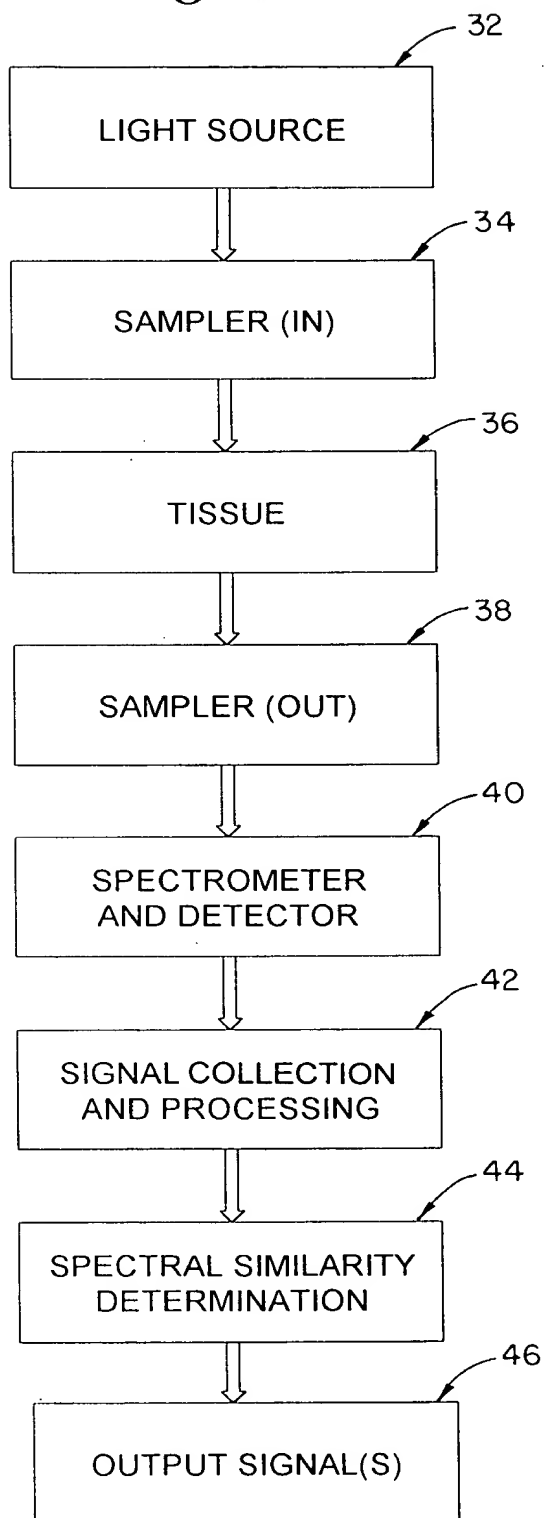 32
LIGHT SOURCE
34
SAMPLER (IN)
36
TISSUE
38
SAMPLER (OUT)
40
SPECTROMETER
AND DETECTOR
42
SIGNAL COLLECTION
AND PROCESSING
44
SPECTRAL SIMILARITY
DETERMINATION
46
OUTPUT SIGNAL(S)